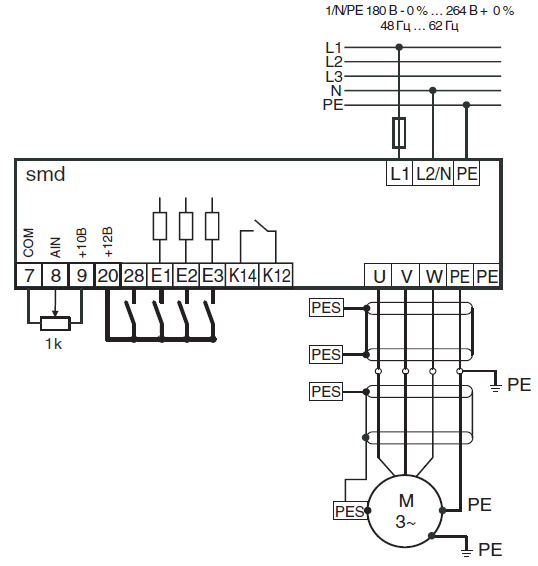 1/N/PE 180 В - 0 % ... 264 В + 0 %
48 Гц ... 62 Гц
L1
L2
L3
N
PE
smd
L1 L2/N PE
COM AIN +10В +12В
7 8 9 20 28 E1 E2 E3 K14 K12
U V W PE PE
1k
PES
PES
PES
PE
PES
M
3~
PE
PE